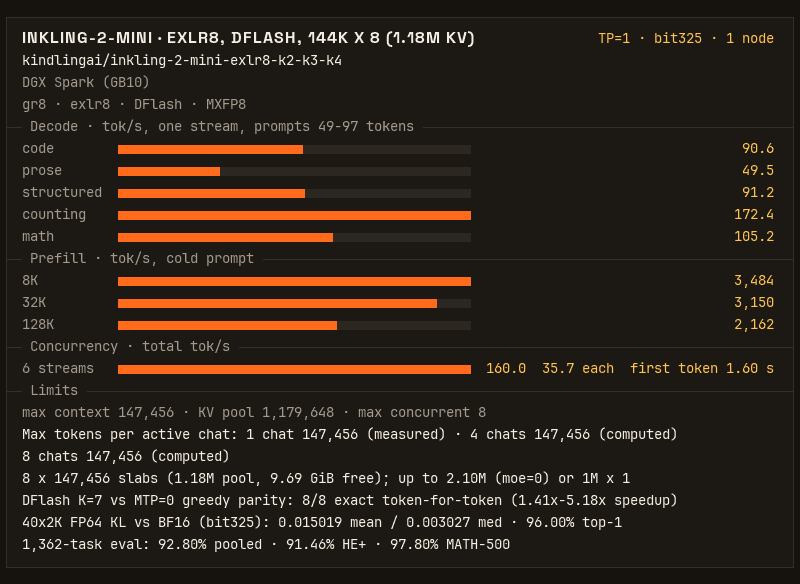 INKLING-2-MINI · EXLR8, DFLASH, 144K X 8 (1.18M KV) TP=1 · bit325 · 1 node
kindlingai/inkling-2-mini-exlr8-k2-k3-k4
DGX Spark (GB10)
gr8 · exlr8 · DFlash · MXFP8
Decode · tok/s, one stream, prompts 49-97 tokens
code 90.6
prose 49.5
structured 91.2
counting 172.4
math 105.2
Prefill · tok/s, cold prompt
8K 3,484
32K 3,150
128K 2,162
Concurrency · total tok/s
6 streams 160.0 35.7 each first token 1.60 s
Limits
max context 147,456 · KV pool 1,179,648 · max concurrent 8
Max tokens per active chat: 1 chat 147,456 (measured) · 4 chats 147,456 (computed)
8 chats 147,456 (computed)
8 x 147,456 slabs (1.18M pool, 9.69 GiB free); up to 2.10M (moe=0) or 1M x 1
DFlash K=7 vs MTP=0 greedy parity: 8/8 exact token-for-token (1.41x-5.18x speedup)
40x2K FP64 KL vs BF16 (bit325): 0.015019 mean / 0.003027 med · 96.00% top-1
1,362-task eval: 92.80% pooled · 91.46% HE+ · 97.80% MATH-500